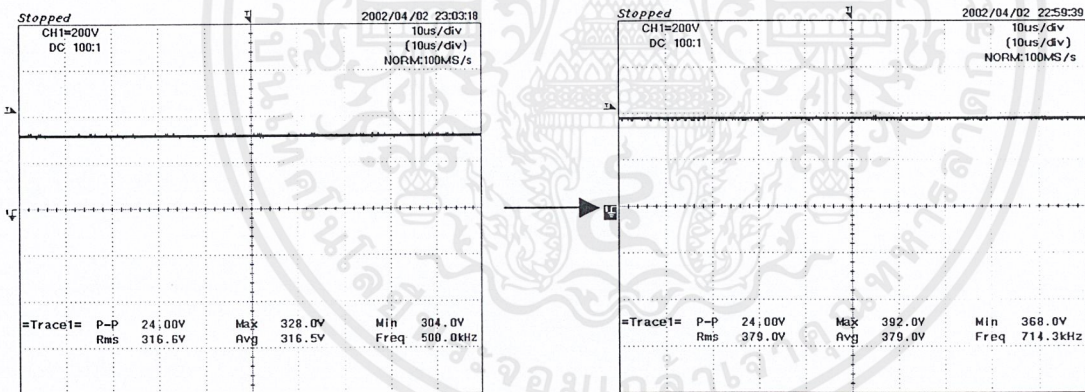 Stopped 2002/04/02 23:03:18
CH1=200V 10us/div
DC 100:1 (10us/div)
NORM:100MS/s
=Trace1= P-P 24.00V Max 328.0V Min 304.0V
Rms 316.6V Avg 316.5V Freq 500.0kHz
Stopped 2002/04/02 22:59:39
CH1=200V 10us/div
DC 100:1 (10us/div)
NORM:100MS/s
=Trace1= P-P 24.00V Max 392.0V Min 368.0V
Rms 379.0V Avg 379.0V Freq 714.3kHz